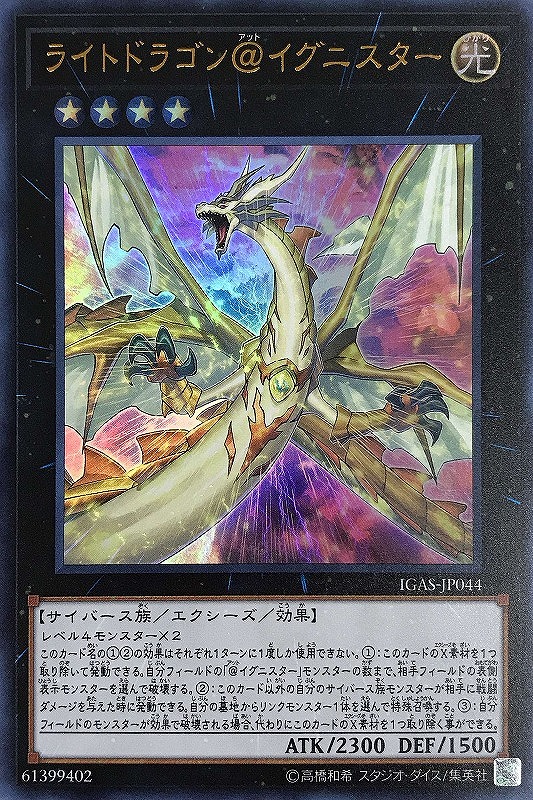 ライトドラゴン@イグニスター
光
IGAS-JP044
【サイバース族/エクシーズ/効果】
レベル4モンスター×2
このカード名の①②の効果はそれぞれ1ターンに1度しか使用できない。①:このカードのX素材を1つ
取り除いて発動できる。自分フィールドの「@イグニスター」モンスターの数まで、相手フィールドの表側
表示モンスターを選んで破壊する。②:このカード以外の自分のサイバース族モンスターが相手に戦闘
ダメージを与えた時に発動できる。自分の墓地からリンクモンスター1体を選んで特殊召喚する。③:自分
フィールドのモンスターが効果で破壊される場合、代わりにこのカードのX素材を1つ取り除く事ができる。
ATK/2300 DEF/1500
61399402 ©高橋和希 スタジオ・ダイス/集英社